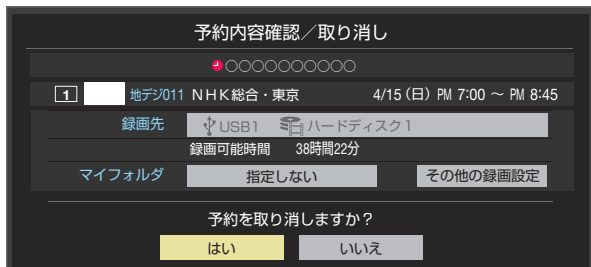 予約内容確認／取り消し
○○○○○○○○○○
1 地デジ011 NHK総合・東京 4/15(日) PM 7:00 ～ PM 8:45
録画先 USB1 ハードディスク1
録画可能時間 38時間22分
マイフォルダ 指定しない その他の録画設定
予約を取り消しますか？
はい いいえ